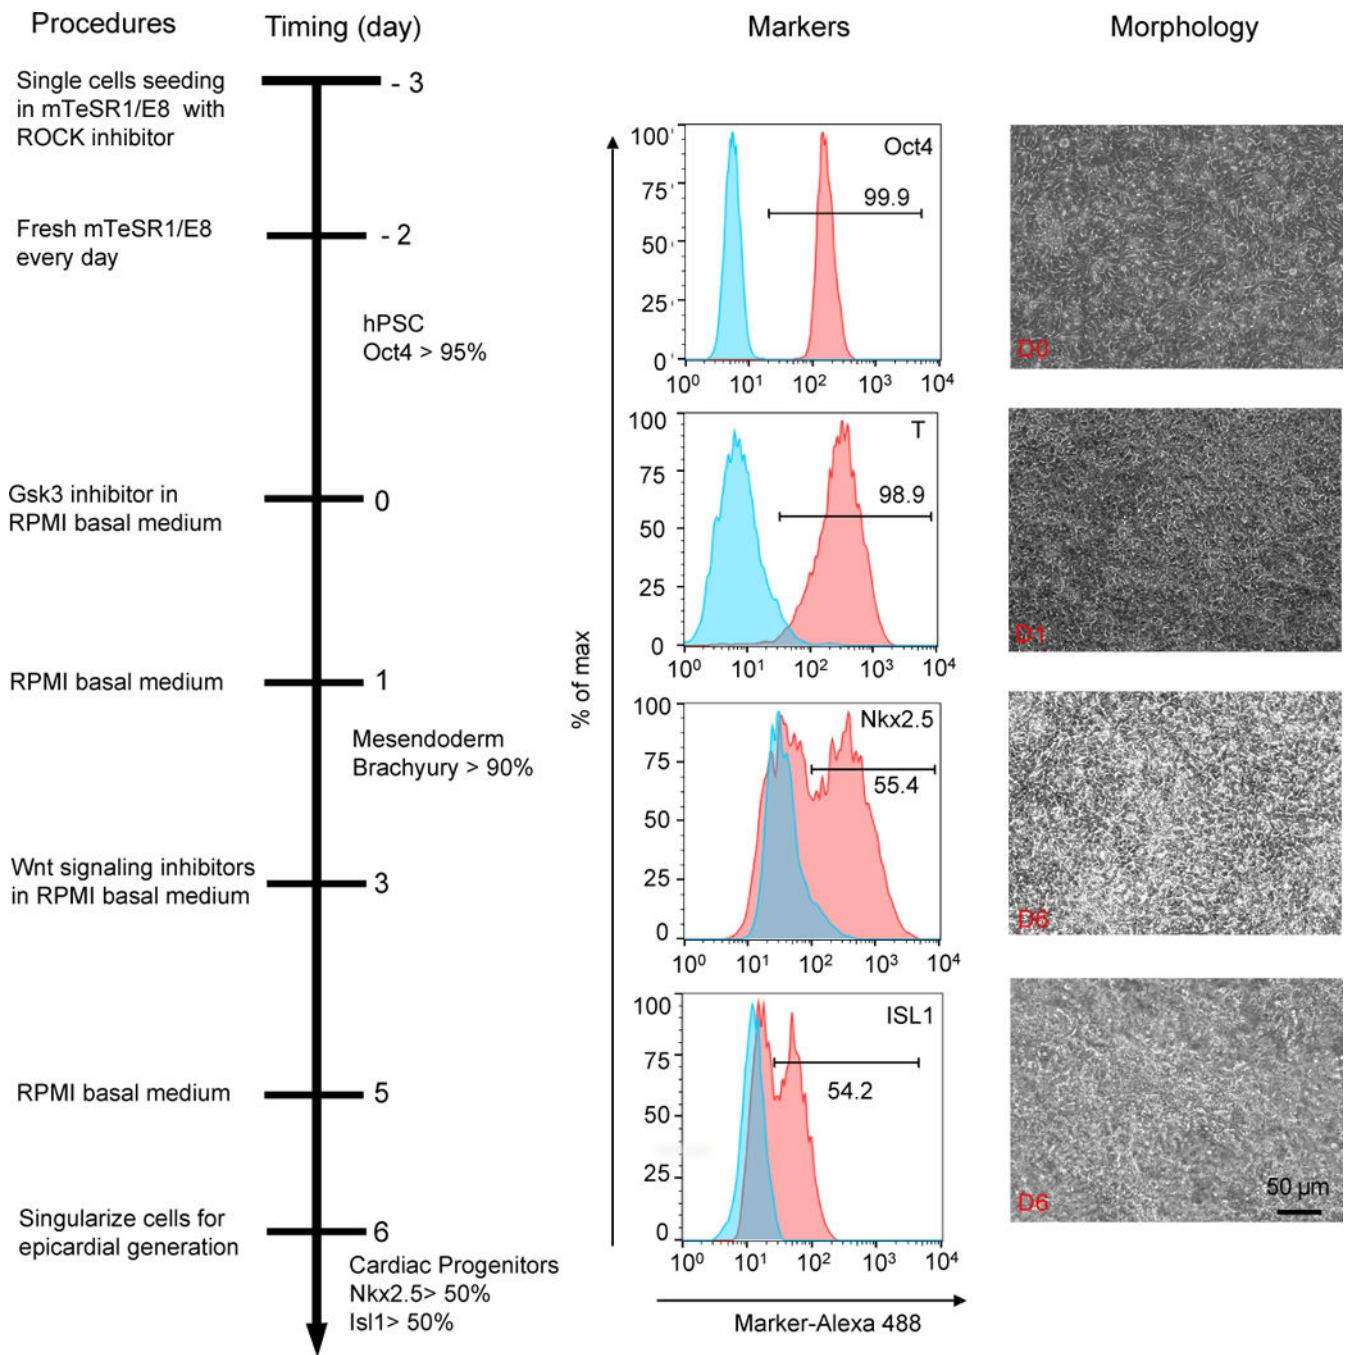 Procedures
Timing (day)
Markers
Morphology
Single cells seeding
in mTeSR1/E8 with
ROCK inhibitor
- 3
Fresh mTeSR1/E8
every day
- 2
hPSC
Oct4 > 95%
Gsk3 inhibitor in
RPMI basal medium
0
RPMI basal medium
1
Mesendoderm
Brachyury > 90%
Wnt signaling inhibitors
in RPMI basal medium
3
RPMI basal medium
5
Singularize cells for
epicardial generation
6
Cardiac Progenitors
Nkx2.5> 50%
Isl1> 50%
% of max
100
75
50
25
0
Oct4
99.9
10⁰ 10¹ 10² 10³ 10⁴
100
75
50
25
0
T
98.9
10⁰ 10¹ 10² 10³ 10⁴
100
75
50
25
0
Nkx2.5
55.4
10⁰ 10¹ 10² 10³ 10⁴
100
75
50
25
0
ISL1
54.2
10⁰ 10¹ 10² 10³ 10⁴
Marker-Alexa 488
D0
D1
D6
D6
50 µm